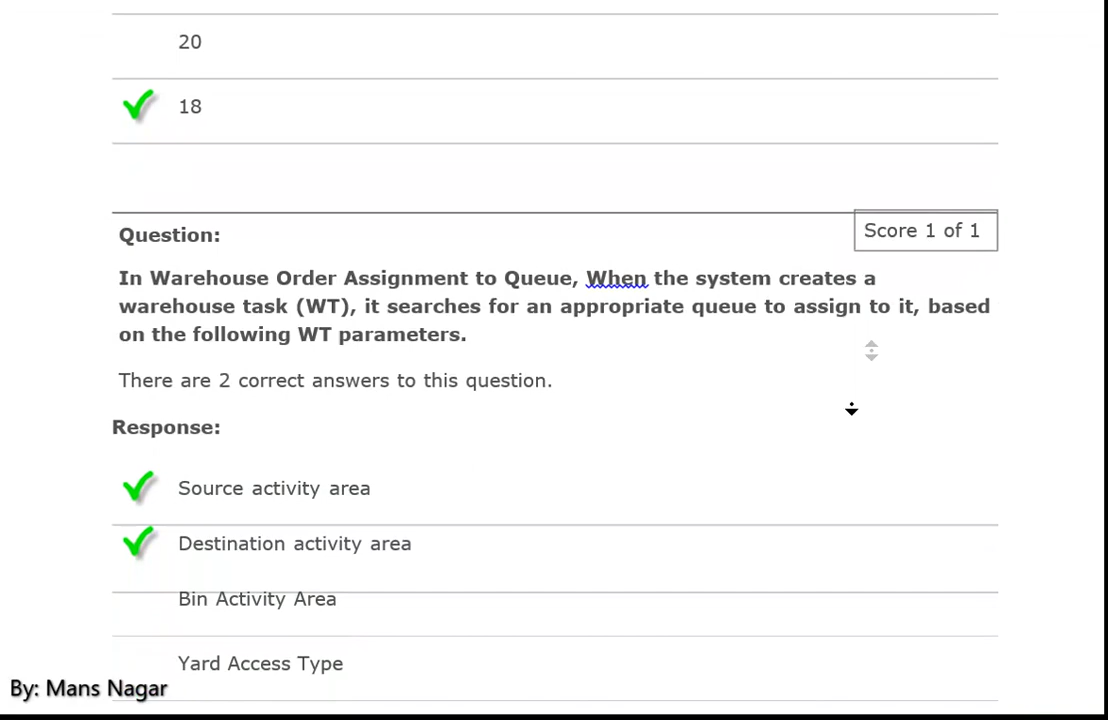 20
18
Score 1 of 1
Question:
In Warehouse Order Assignment to Queue, When the system creates a
warehouse task (WT), it searches for an appropriate queue to assign to it, based
on the following WT parameters.
There are 2 correct answers to this question.
Response:
Source activity area
Destination activity area
Bin Activity Area
Yard Access Type
By: Mans Nagar